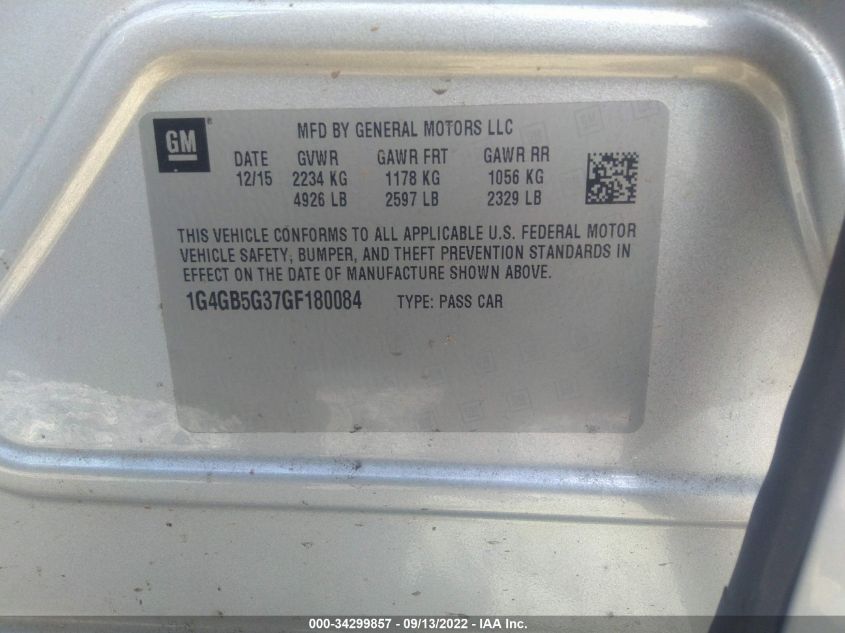 GM ®
MFD BY GENERAL MOTORS LLC
DATE GVWR GAWR FRT GAWR RR
12/15 2234 KG 1178 KG 1056 KG
4926 LB 2597 LB 2329 LB
THIS VEHICLE CONFORMS TO ALL APPLICABLE U.S. FEDERAL MOTOR
VEHICLE SAFETY, BUMPER, AND THEFT PREVENTION STANDARDS IN
EFFECT ON THE DATE OF MANUFACTURE SHOWN ABOVE.
1G4GB5G37GF180084 TYPE: PASS CAR
000-34299857 - 09/13/2022 - IAA Inc.